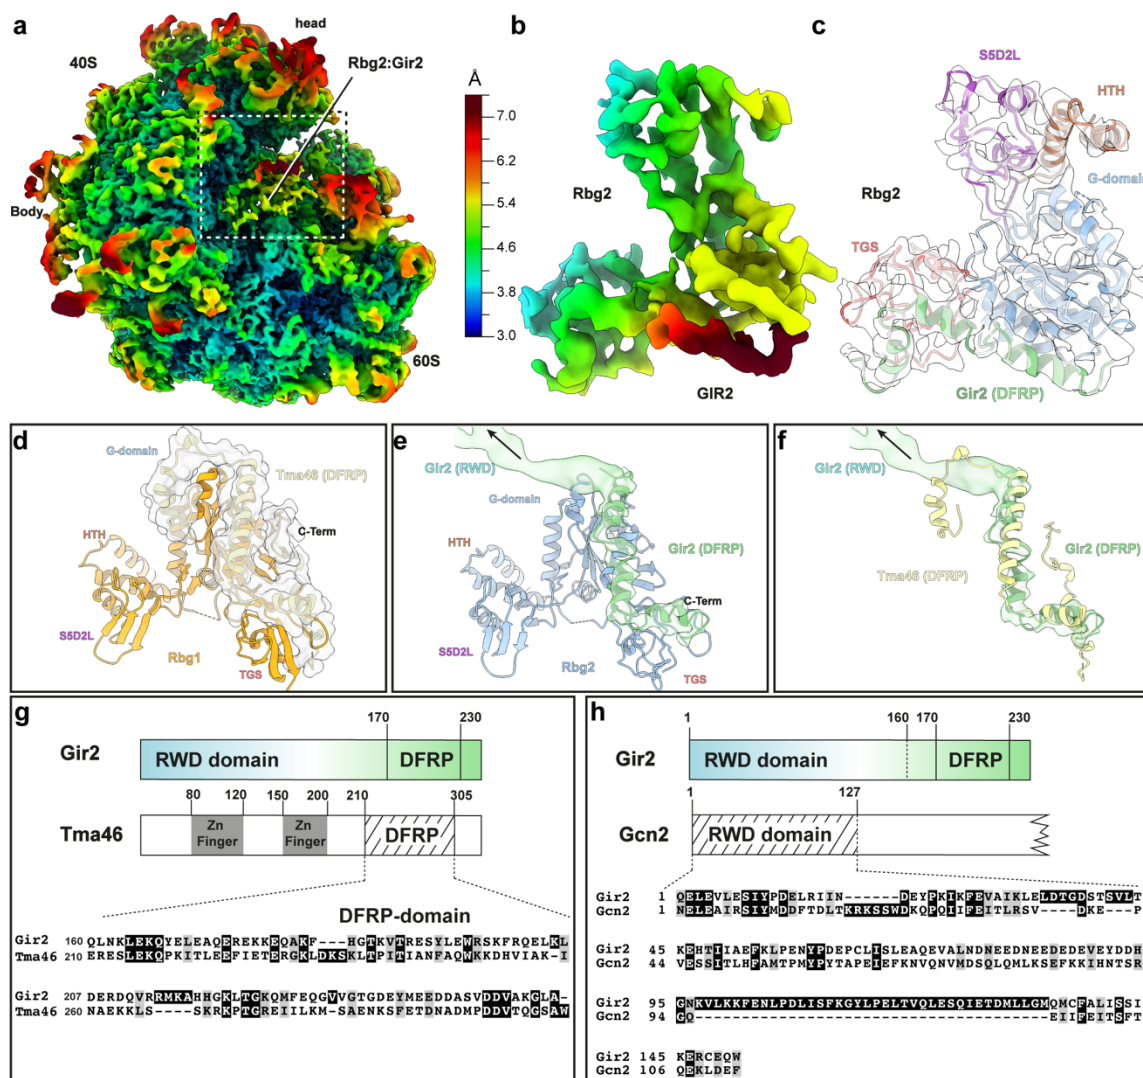 a
40S
head
Rbg2:Gir2
Body
60S
Å
7.0
6.2
5.4
4.6
3.8
3.0
b
Rbg2
GIR2
c
S5D2L
HTH
G-domain
Rbg2
TGS
Gir2 (DFRP)
d
G-domain
Tma46 (DFRP)
C-Term
HTH
S5D2L
Rbg1
TGS
e
Gir2 (RWD)
G-domain
HTH
Gir2 (DFRP)
C-Term
S5D2L
Rbg2
TGS
f
Gir2 (RWD)
Gir2 (DFRP)
Tma46 (DFRP)
g
170 230
Gir2 RWD domain DFRP
80 120 150 200 210 305
Tma46 Zn Finger Zn Finger DFRP
DFRP-domain
Gir2 160 QLNKLEKQYELEAQEREKKEQAKF---HGTKVTRESYLEWRSKFRQELKL
Tma46 210 ERESLEKQPKITLEEFIETERGKLDKSKLTPITIANFAQWKKDHVIAK-I
Gir2 207 DERDQVRRMKAHHGKLTGKQMFEQGVVGTGDEYMEEDDASVDDVAKGLA-
Tma46 260 NAEKKLS----SKRKPTGREIILKM-SAENKSFETDNADMPDDVTQGSAW
h
1 160 170 230
Gir2 RWD domain DFRP
1 127
Gcn2 RWD domain
Gir2 1 QELEVLESIYPDELRIIN------DEYPKIKFEVAIKLELDTGDSTSVLT
Gcn2 1 NELEAIRSIYMDDFTDLTKRKSSWDKQPQIIFEITLRSV-----DKE--P
Gir2 45 KEHTIIAEFKLPENYPDEPCLISLEAQEVALNDNEEDNEEDEDEVEYDDH
Gcn2 44 VESSITLHFAMTPMYPYTAPEIEFKNVQNVMDSQLQMLKSEFKKIHNTSR
Gir2 95 GNKVLKKFENLPDLISFKGYLPELTVQLESQIETDMLLGMQMCFALISSI
Gcn2 94 GQ--------------------------------------EIIFEITSFT
Gir2 145 KERCEQW
Gcn2 106 QEKLDEF